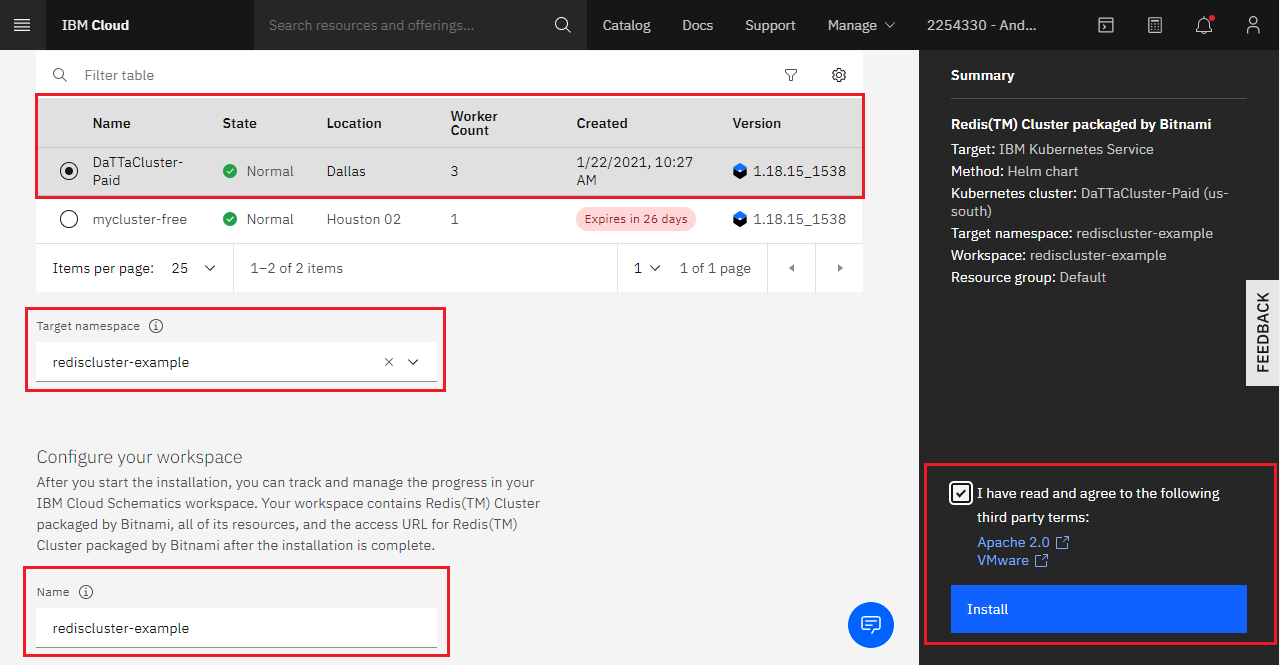 IBM Cloud
Search resources and offerings...
Catalog
Docs
Support
Manage
2254330 - And...
Filter table
Name State Location Worker Count Created Version
DaTTaCluster-Paid Normal Dallas 3 1/22/2021, 10:27 AM 1.18.15_1538
mycluster-free Normal Houston 02 1 Expires in 26 days 1.18.15_1538
Items per page: 25 1–2 of 2 items 1 1 of 1 page
Target namespace
rediscluster-example
Configure your workspace
After you start the installation, you can track and manage the progress in your
IBM Cloud Schematics workspace. Your workspace contains Redis(TM) Cluster
packaged by Bitnami, all of its resources, and the access URL for Redis(TM)
Cluster packaged by Bitnami after the installation is complete.
Name
rediscluster-example
Summary
Redis(TM) Cluster packaged by Bitnami
Target: IBM Kubernetes Service
Method: Helm chart
Kubernetes cluster: DaTTaCluster-Paid (us-
south)
Target namespace: rediscluster-example
Workspace: rediscluster-example
Resource group: Default
FEEDBACK
I have read and agree to the following
third party terms:
Apache 2.0
VMware
Install